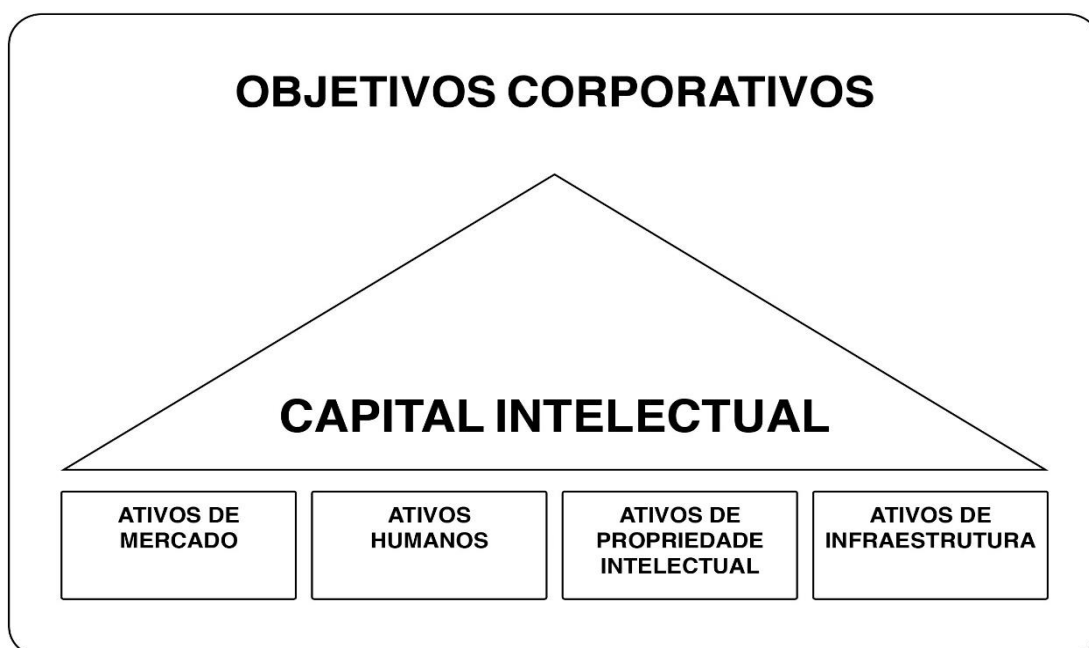 OBJETIVOS CORPORATIVOS
CAPITAL INTELECTUAL
ATIVOS DE
MERCADO
ATIVOS
HUMANOS
ATIVOS DE
PROPRIEDADE
INTELECTUAL
ATIVOS DE
INFRAESTRUTURA